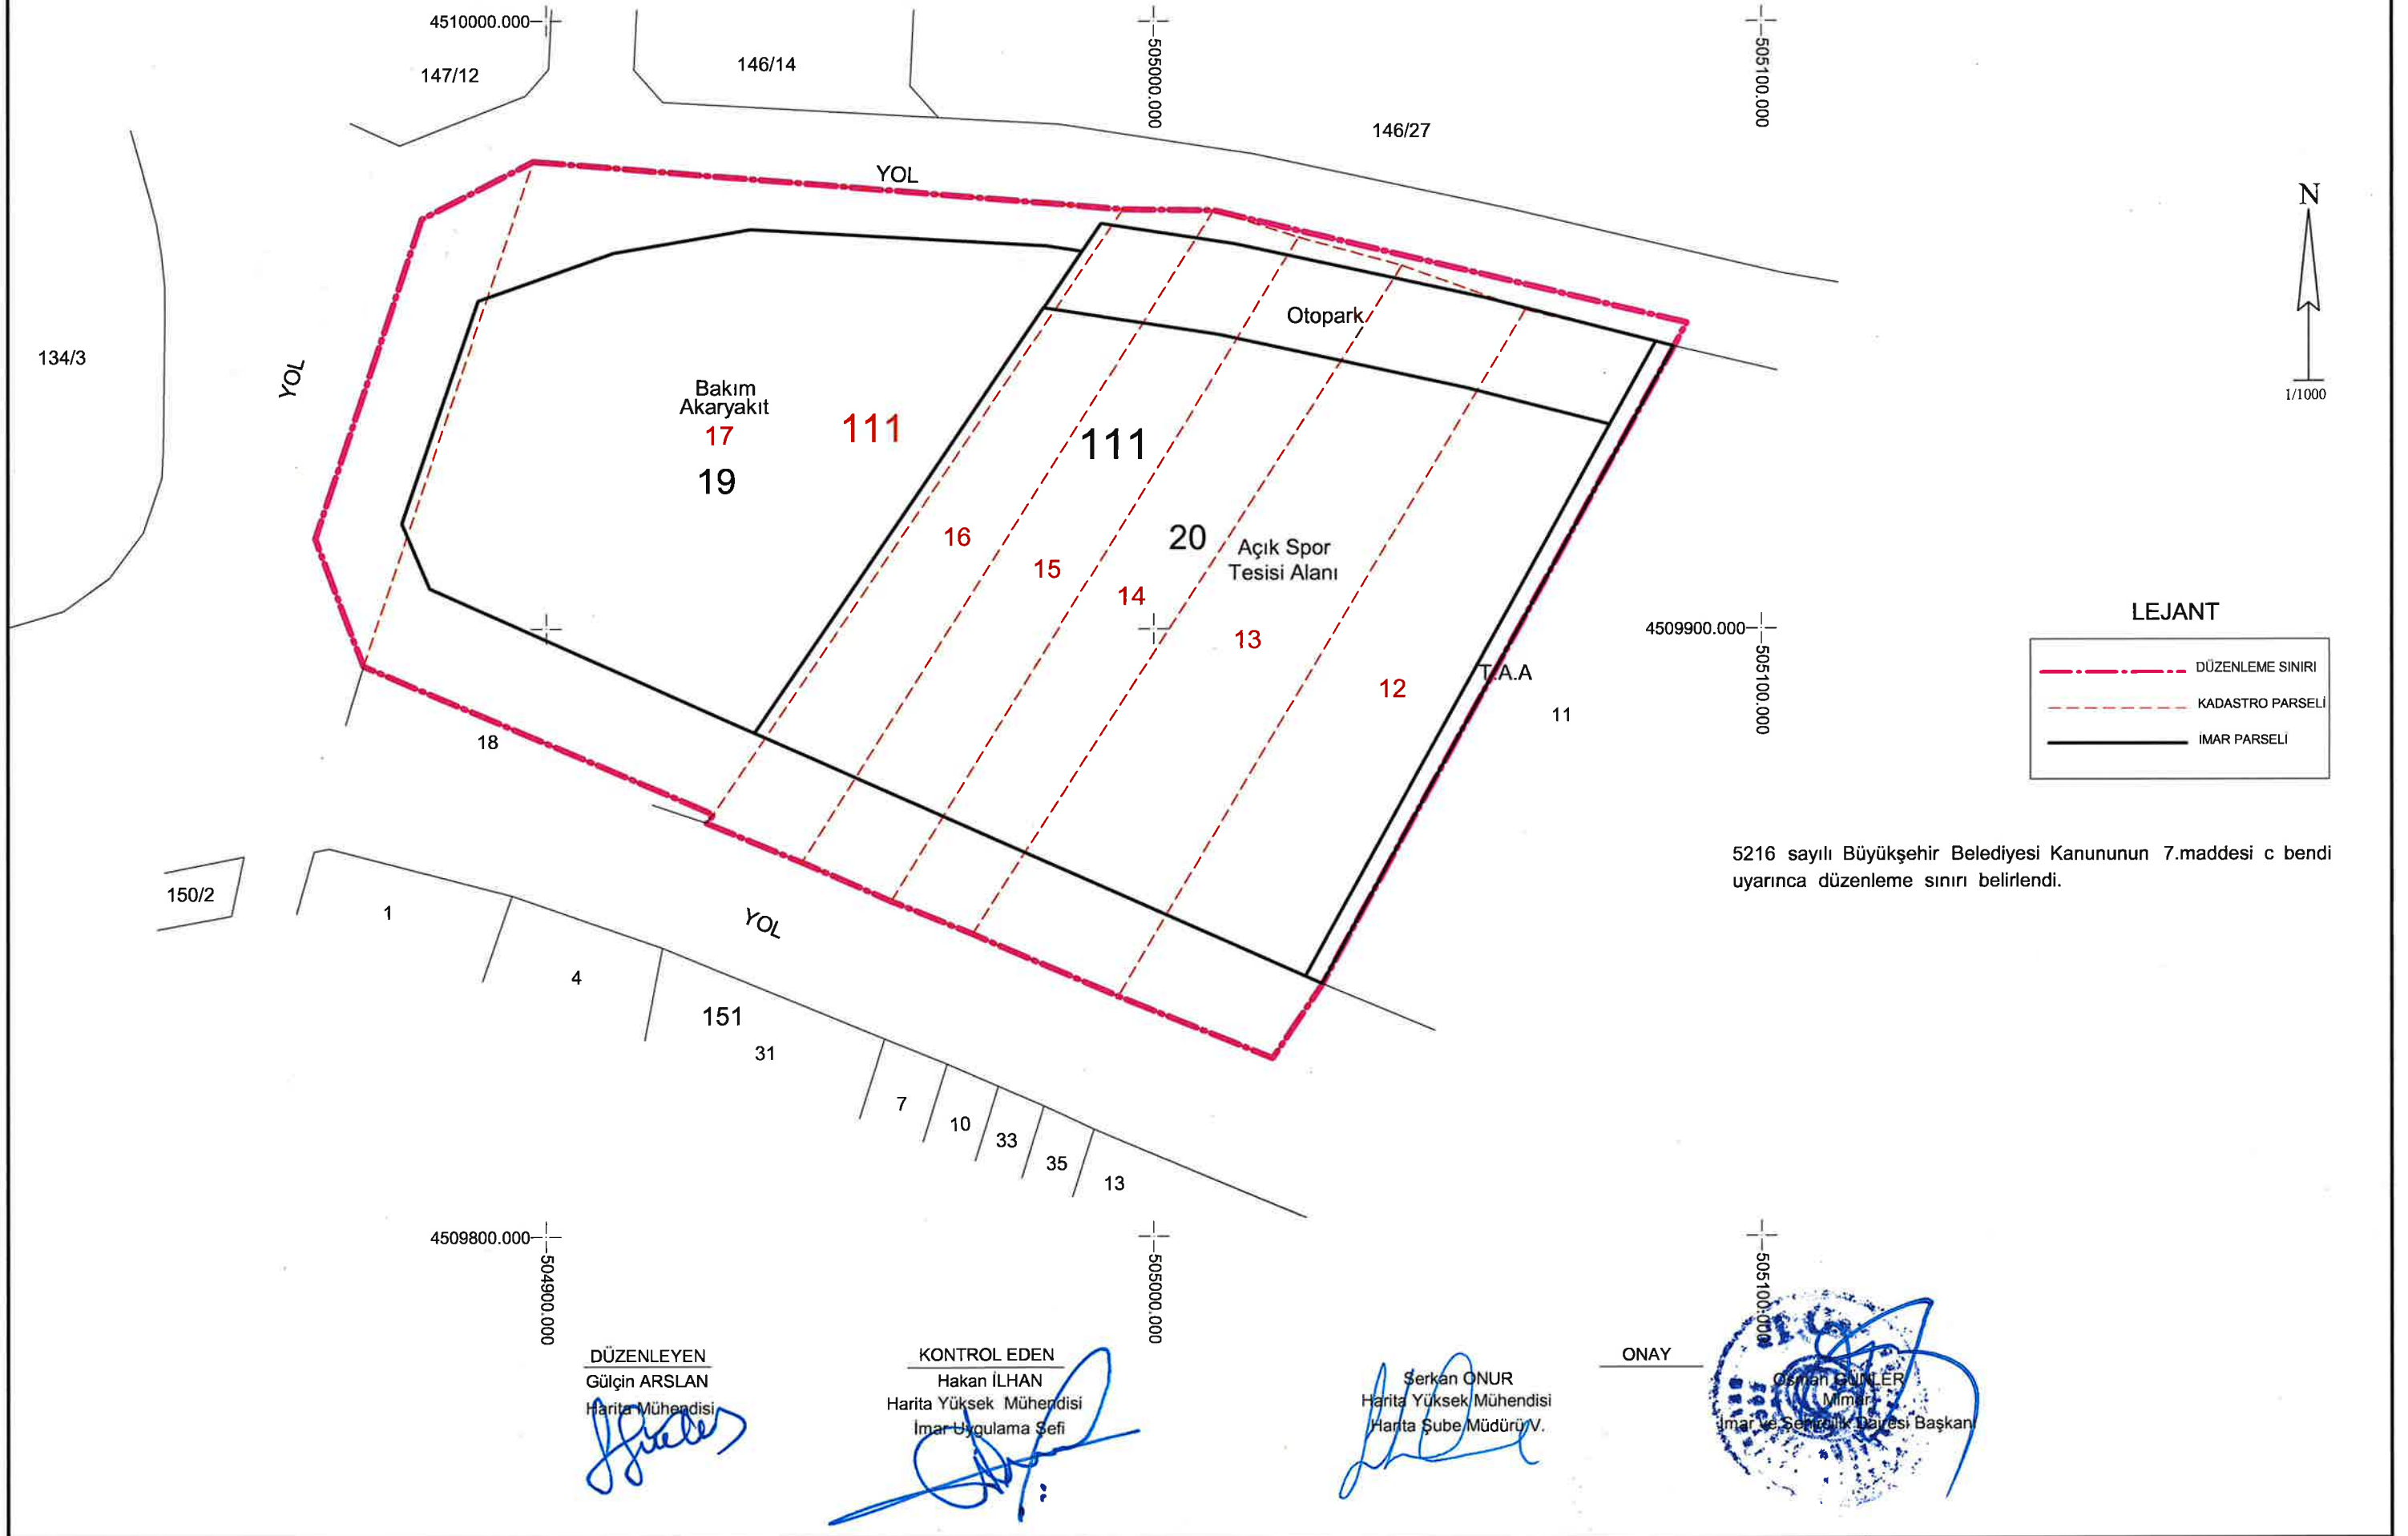 4510000.000
505000.000
505100.000
147/12
146/14
146/27
YOL
N
1/1000
134/3
YOL
Otopark
Bakım
Akaryakıt
17
111
19
111
16
15
14
20
Açık Spor
Tesisi Alanı
13
12
T.A.A
11
4509900.000
505100.000
LEJANT
DÜZENLEME SINIRI
KADASTRO PARSELİ
İMAR PARSELİ
18
5216 sayılı Büyükşehir Belediyesi Kanununun 7.maddesi c bendi
uyarınca düzenleme sınırı belirlendi.
150/2
1
YOL
4
151
31
7
10
33
35
13
4509800.000
504900.000
505000.000
505100.000
DÜZENLEYEN
Gülçin ARSLAN
Harita Mühendisi
KONTROL EDEN
Hakan İLHAN
Harita Yüksek Mühendisi
İmar Uygulama Şefi
Serkan ONUR
Harita Yüksek Mühendisi
Harita Şube Müdürü V.
ONAY
T.C.
Osman GÜNLER
Mimar
İmar ve Şehircilik Dairesi Başkanı